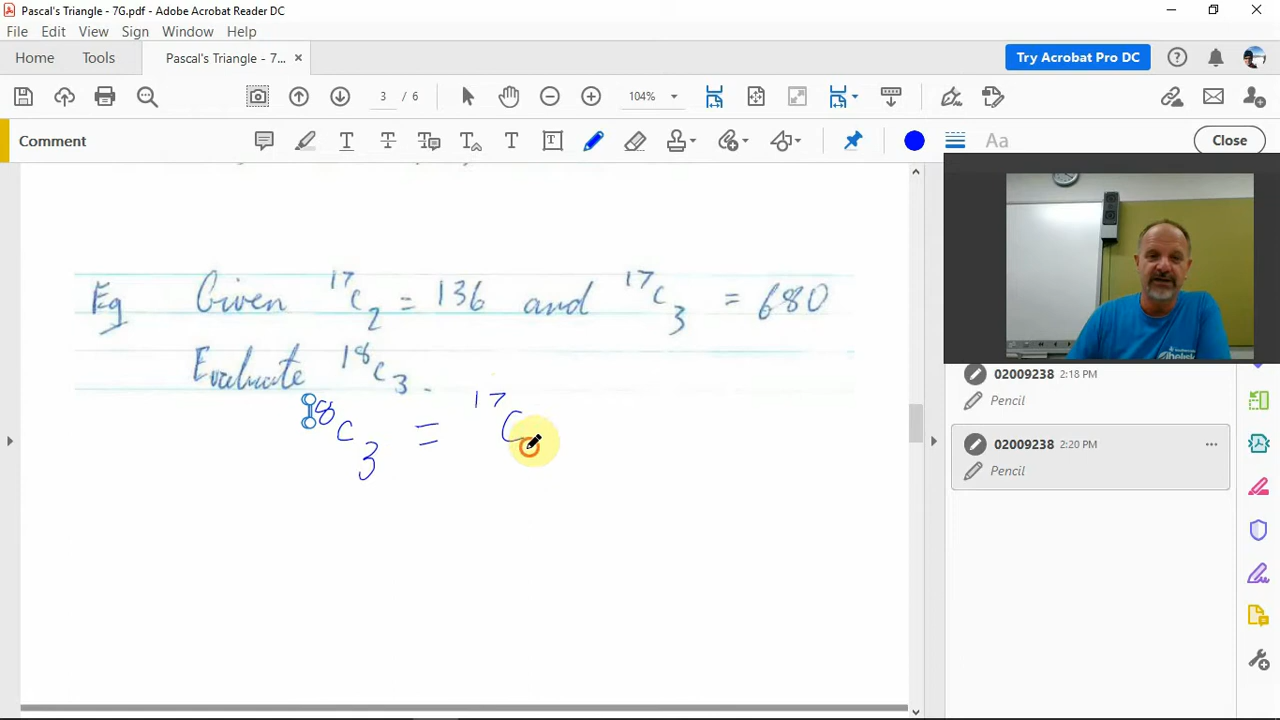 Pascal's Triangle - 7G.pdf - Adobe Acrobat Reader DC
File Edit View Sign Window Help
Home Tools Pascal's Triangle - 7... × Try Acrobat Pro DC
3 / 6 104%
Comment Aa Close
Eg Given ¹⁷C₂ = 136 and ¹⁷C₃ = 680
Evaluate ¹⁸C₃.
¹⁸C₃ = ¹⁷C
02009238 2:18 PM
Pencil
02009238 2:20 PM ...
Pencil